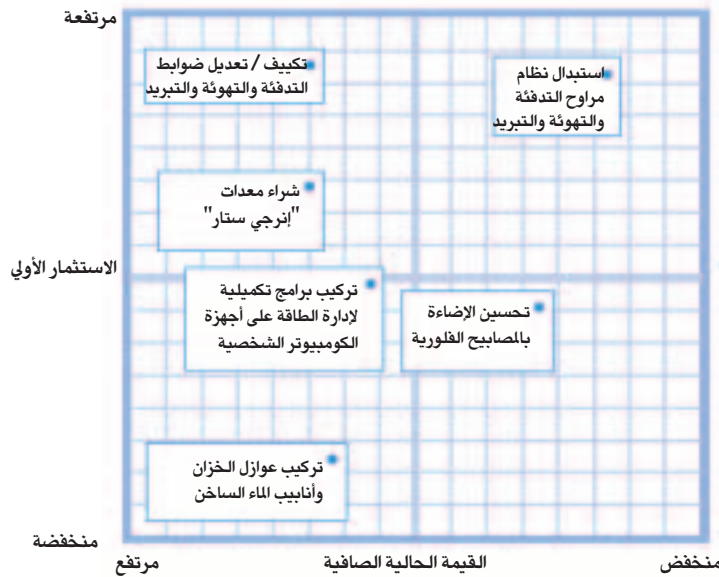 مرتفعة
استبدال نظام
مراوح التدفئة
والتهوئة والتبريد
تكييف / تعديل ضوابط
التدفئة والتهوئة والتبريد
شراء معدات
"إنرجي ستار"
الاستثمار الأولي
تحسين الإضاءة
بالمصابيح الفلورية
تركيب برامج تكميلية
لإدارة الطاقة على أجهزة
الكومبيوتر الشخصية
تركيب عوازل الخزان
وأنابيب الماء الساخن
منخفضة
منخفض
القيمة الحالية الصافية
مرتفع